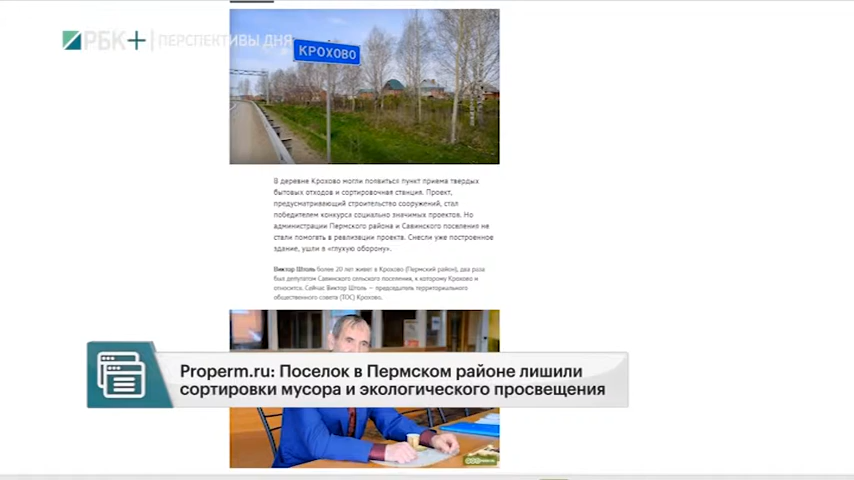 РБК+ | ПЕРСПЕКТИВЫ ДНЯ
КРОХОВО
В деревне Крохово могли появиться пункт приема твердых
бытовых отходов и сортировочная станция. Проект,
предусматривающий строительство сооружений, стал
победителем конкурса социально значимых проектов. Но
администрации Пермского района и Савинского поселения не
стали помогать в реализации проекта. Снесли уже построенное
здание, ушли в «глухую оборону».
Виктор Штоль более 20 лет живет в Крохово (Пермский район), два раза
был депутатом Савинского сельского поселения, к которому Крохово и
относится. Сейчас Виктор Штоль — председатель территориального
общественного совета (ТОС) Крохово.
Properm.ru: Поселок в Пермском районе лишили
сортировки мусора и экологического просвещения